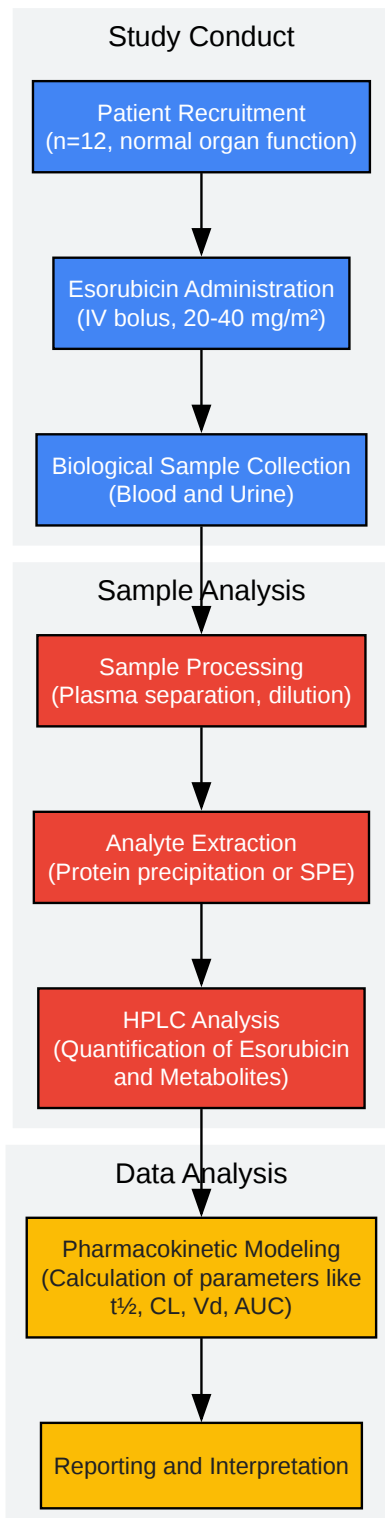 Study Conduct
Patient Recruitment
(n=12, normal organ function)
Esorubicin Administration
(IV bolus, 20-40 mg/m²)
Biological Sample Collection
(Blood and Urine)
Sample Analysis
Sample Processing
(Plasma separation, dilution)
Analyte Extraction
(Protein precipitation or SPE)
HPLC Analysis
(Quantification of Esorubicin
and Metabolites)
Data Analysis
Pharmacokinetic Modeling
(Calculation of parameters like
t½, CL, Vd, AUC)
Reporting and Interpretation